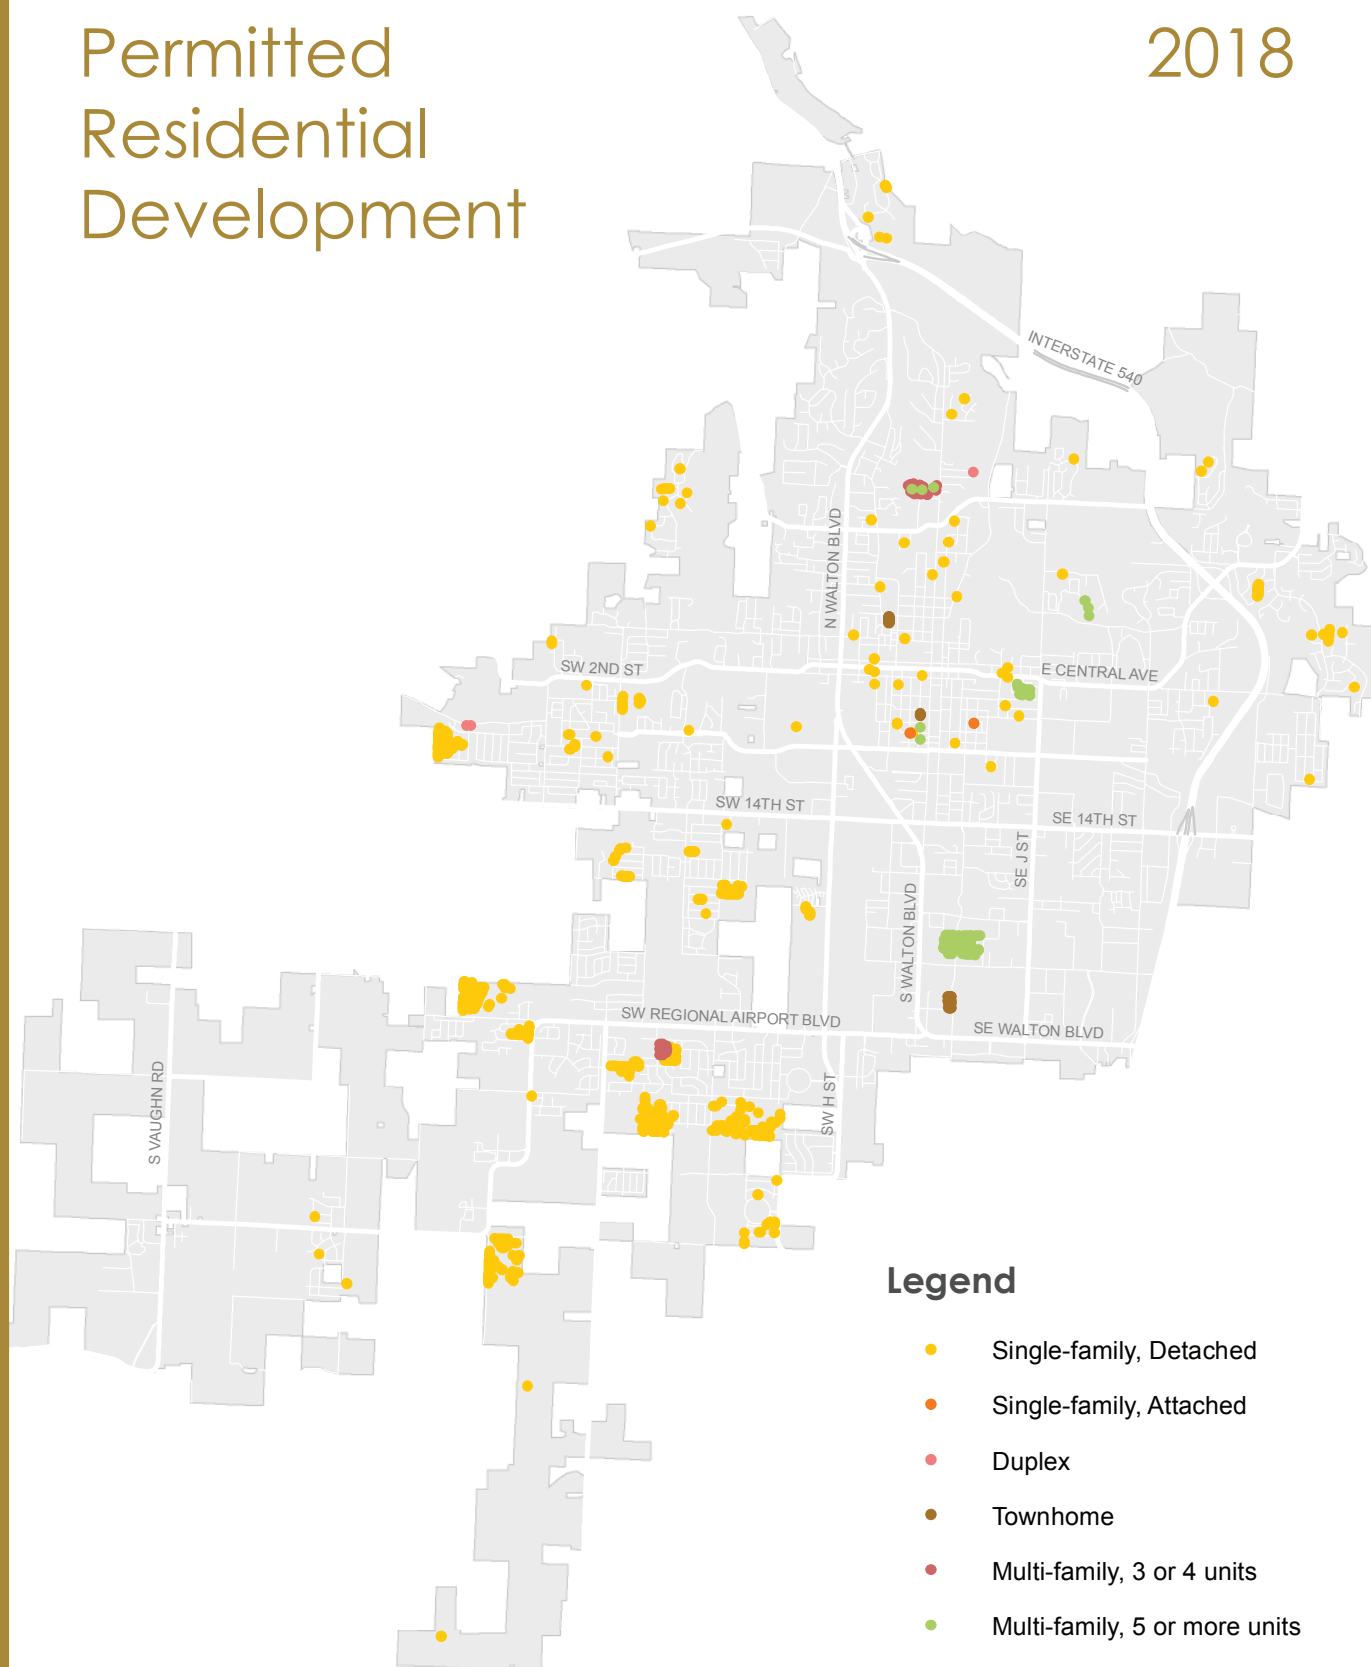 Permitted
Residential
Development
2018
INTERSTATE 540
N WALTON BLVD
SW 2ND ST
E CENTRAL AVE
SW 14TH ST
SE 14TH ST
SE J ST
S WALTON BLVD
SW REGIONAL AIRPORT BLVD
SE WALTON BLVD
S VAUGHN RD
SW H ST
Legend
Single-family, Detached
Single-family, Attached
Duplex
Townhome
Multi-family, 3 or 4 units
Multi-family, 5 or more units